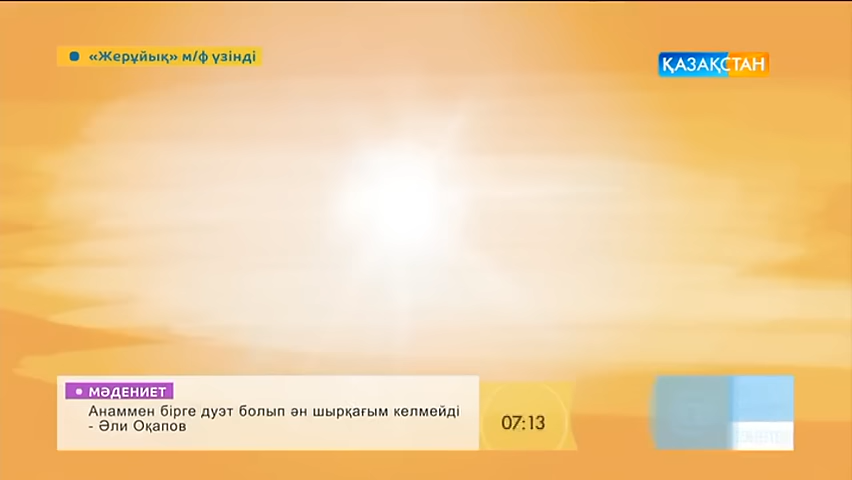 «Жерұйық» м/ф үзінді
ҚАЗАҚСТАН
МӘДЕНИЕТ
Анаммен бірге дуэт болып ән шырқағым келмейді
- Әли Оқапов
07:13